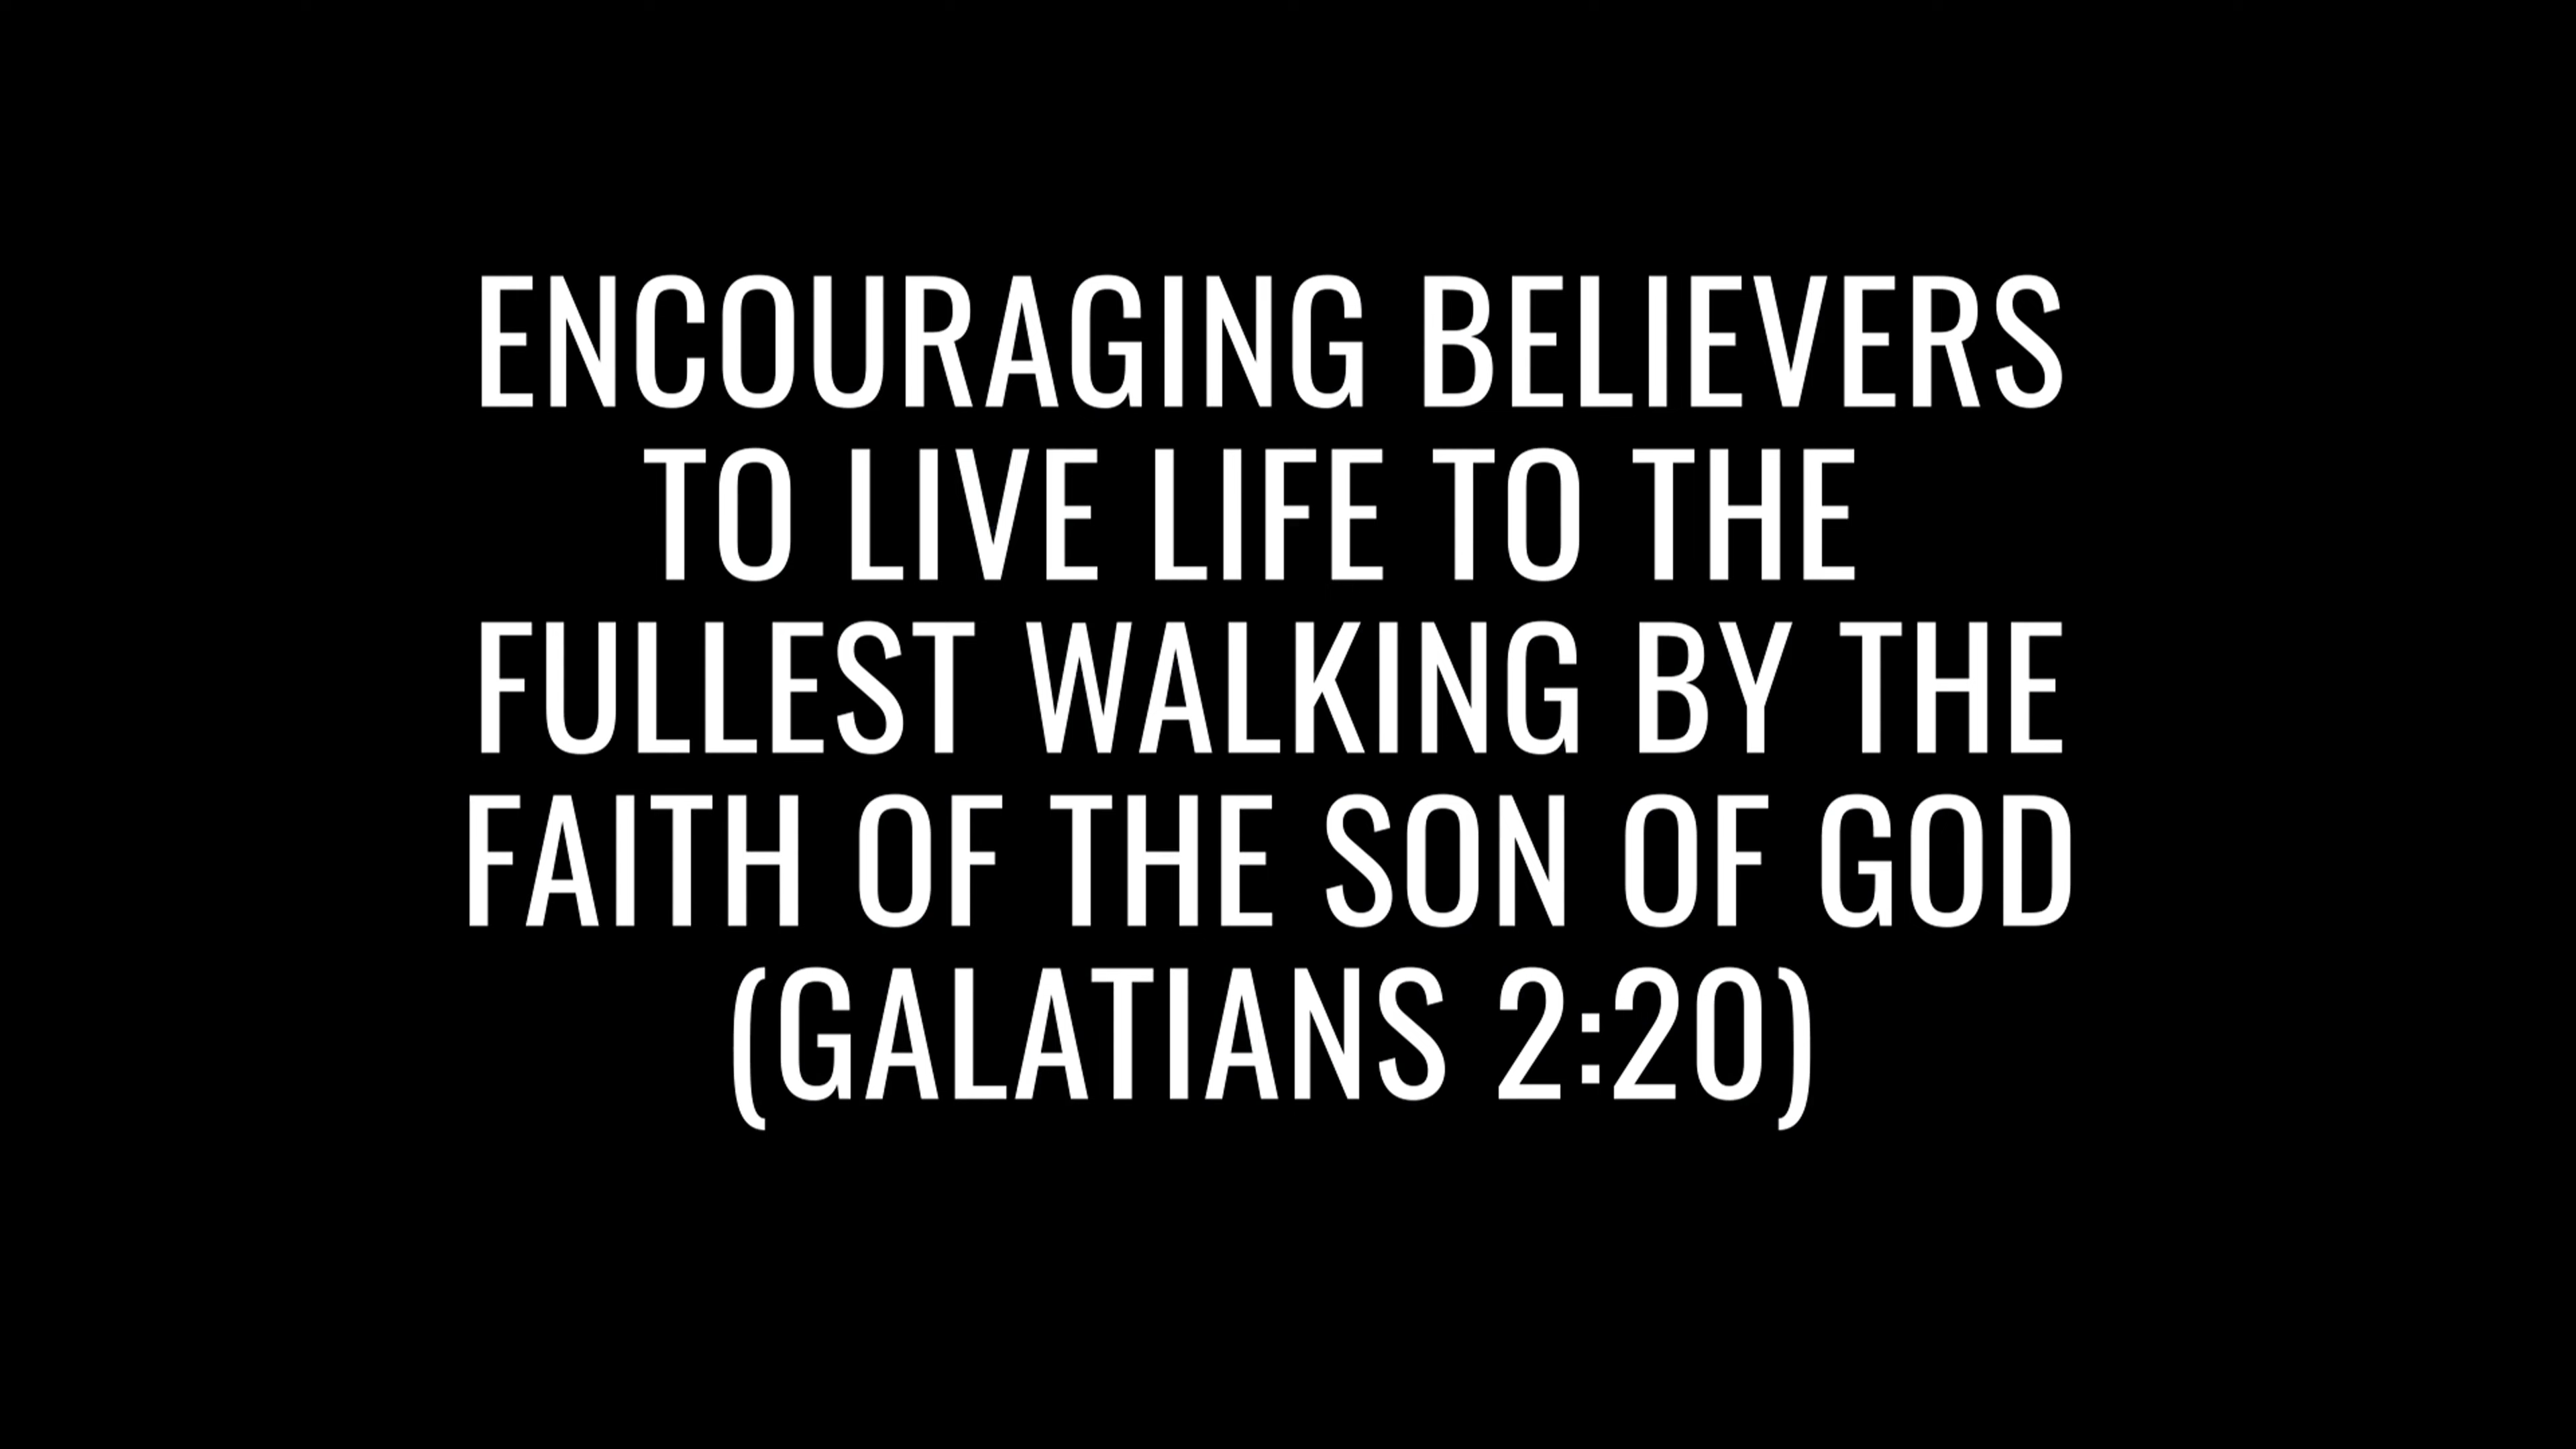 ENCOURAGING BELIEVERS
TO LIVE LIFE TO THE
FULLEST WALKING BY THE
FAITH OF THE SON OF GOD
(GALATIANS 2:20)